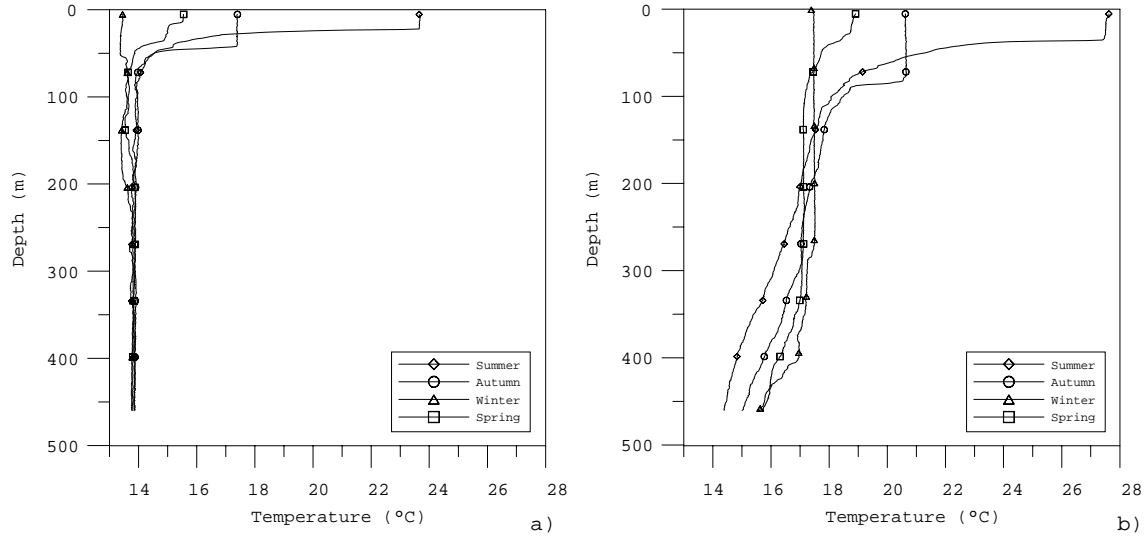 0
100
200
300
400
500
Depth (m)
14 16 18 20 22 24 26 28
Temperature (°C)
Summer
Autumn
Winter
Spring
a)
0
100
200
300
400
500
Depth (m)
14 16 18 20 22 24 26 28
Temperature (°C)
Summer
Autumn
Winter
Spring
b)